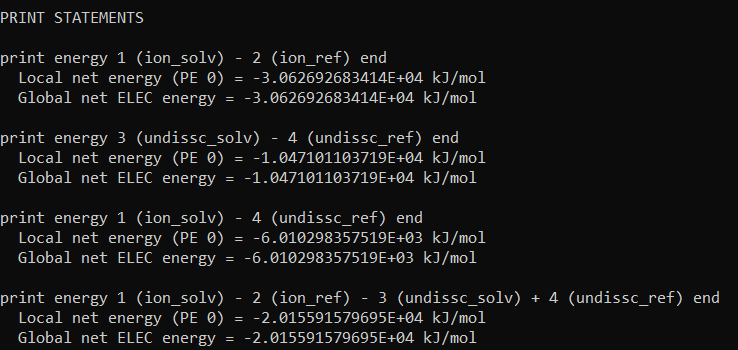 PRINT STATEMENTS
print energy 1 (ion_solv) - 2 (ion_ref) end
Local net energy (PE 0) = -3.062692683414E+04 kJ/mol
Global net ELEC energy = -3.062692683414E+04 kJ/mol
print energy 3 (undissc_solv) - 4 (undissc_ref) end
Local net energy (PE 0) = -1.047101103719E+04 kJ/mol
Global net ELEC energy = -1.047101103719E+04 kJ/mol
print energy 1 (ion_solv) - 4 (undissc_ref) end
Local net energy (PE 0) = -6.010298357519E+03 kJ/mol
Global net ELEC energy = -6.010298357519E+03 kJ/mol
print energy 1 (ion_solv) - 2 (ion_ref) - 3 (undissc_solv) + 4 (undissc_ref) end
Local net energy (PE 0) = -2.015591579695E+04 kJ/mol
Global net ELEC energy = -2.015591579695E+04 kJ/mol